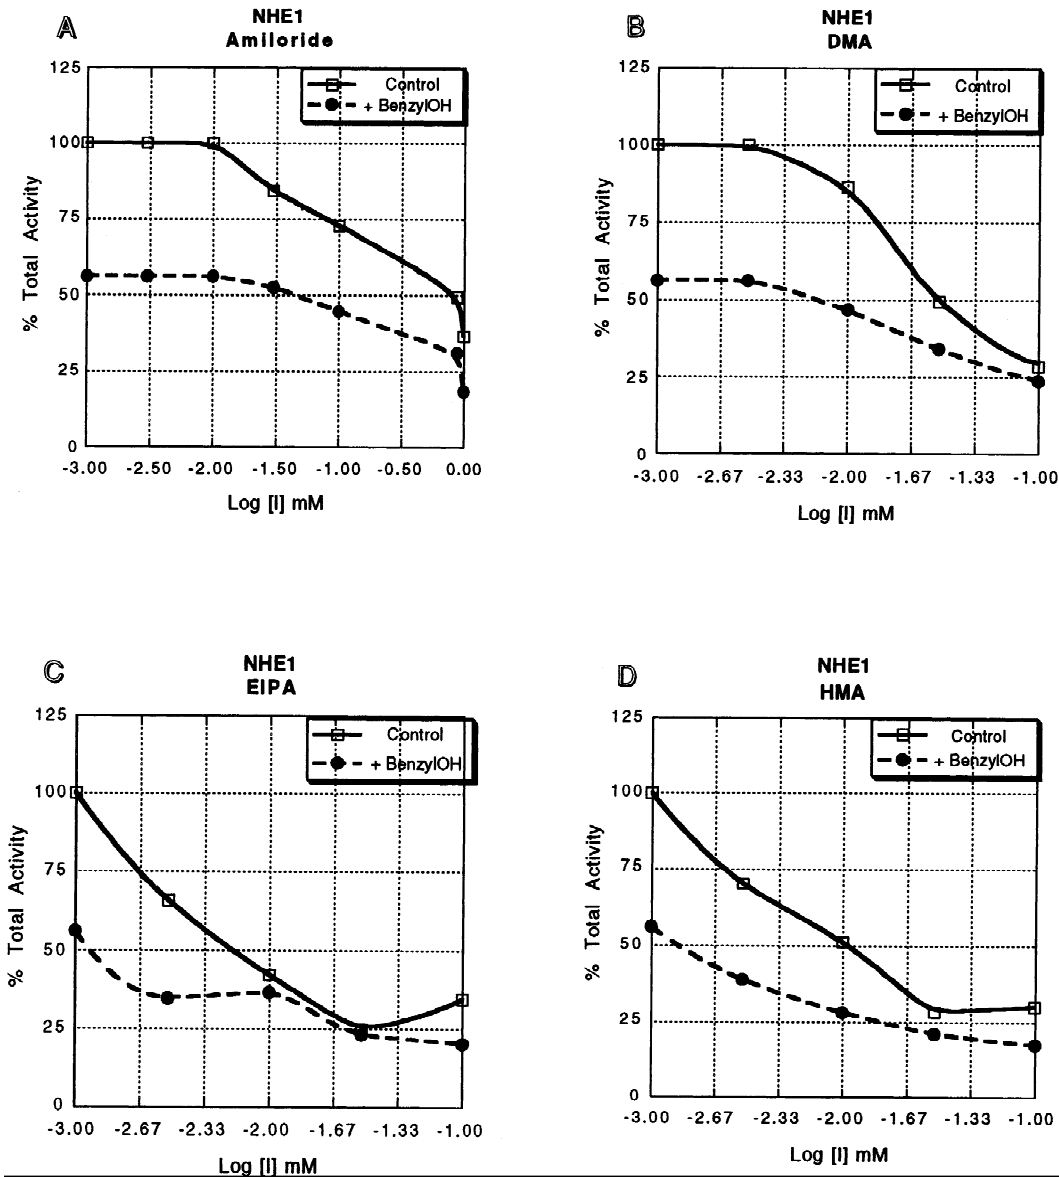 A
NHE1
Amiloride
125
100
75
50
25
0
% Total Activity
Control
+ BenzylOH
-3.00 -2.50 -2.00 -1.50 -1.00 -0.50 0.00
Log [I] mM
B
NHE1
DMA
125
100
75
50
25
0
% Total Activity
Control
+ BenzylOH
-3.00 -2.67 -2.33 -2.00 -1.67 -1.33 -1.00
Log [I] mM
C
NHE1
EIPA
125
100
75
50
25
0
% Total Activity
Control
+ BenzylOH
-3.00 -2.67 -2.33 -2.00 -1.67 -1.33 -1.00
Log [I] mM
D
NHE1
HMA
125
100
75
50
25
0
% Total Activity
Control
+ BenzylOH
-3.00 -2.67 -2.33 -2.00 -1.67 -1.33 -1.00
Log [I] mM